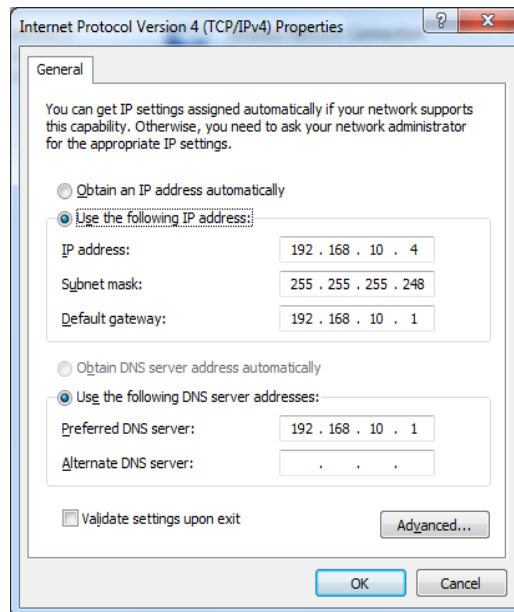 Internet Protocol Version 4 (TCP/IPv4) Properties
?
General
You can get IP settings assigned automatically if your network supports
this capability. Otherwise, you need to ask your network administrator
for the appropriate IP settings.
Obtain an IP address automatically
Use the following IP address:
IP address: 192 . 168 . 10 . 4
Subnet mask: 255 . 255 . 255 . 248
Default gateway: 192 . 168 . 10 . 1
Obtain DNS server address automatically
Use the following DNS server addresses:
Preferred DNS server: 192 . 168 . 10 . 1
Alternate DNS server: . . .
Validate settings upon exit
Advanced...
OK Cancel